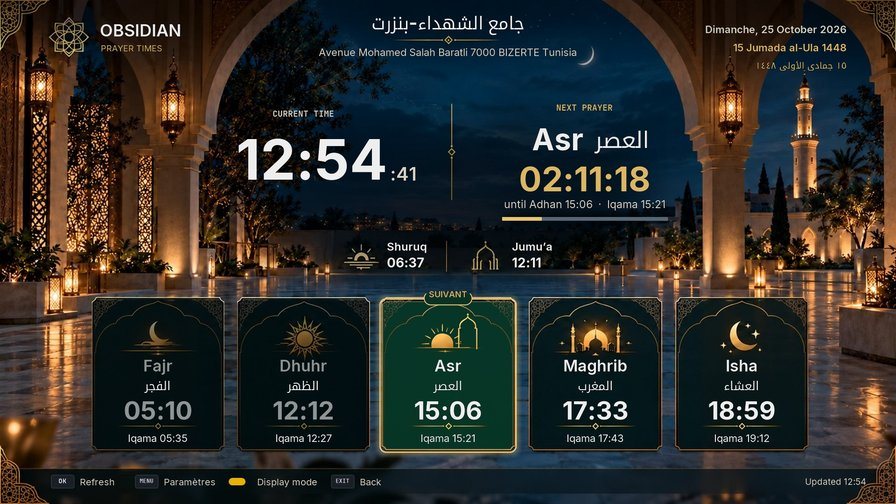 OBSIDIAN
PRAYER TIMES
جامع الشهداء-بنزرت
Avenue Mohamed Salah Baratli 7000 BIZERTE Tunisia
Dimanche, 25 October 2026
15 Jumada al-Ula 1448
١٥ جمادى الأولى ١٤٤٨
CURRENT TIME
12:54 :41
NEXT PRAYER
Asr العصر
02:11:18
until Adhan 15:06 · Iqama 15:21
Shuruq
06:37
Jumu‘a
12:11
Fajr
الفجر
05:10
Iqama 05:35
Dhuhr
الظهر
12:12
Iqama 12:27
SUIVANT
Asr
العصر
15:06
Iqama 15:21
Maghrib
المغرب
17:33
Iqama 17:43
Isha
العشاء
18:59
Iqama 19:12
OK Refresh MENU Paramètres Display mode EXIT Back
Updated 12:54